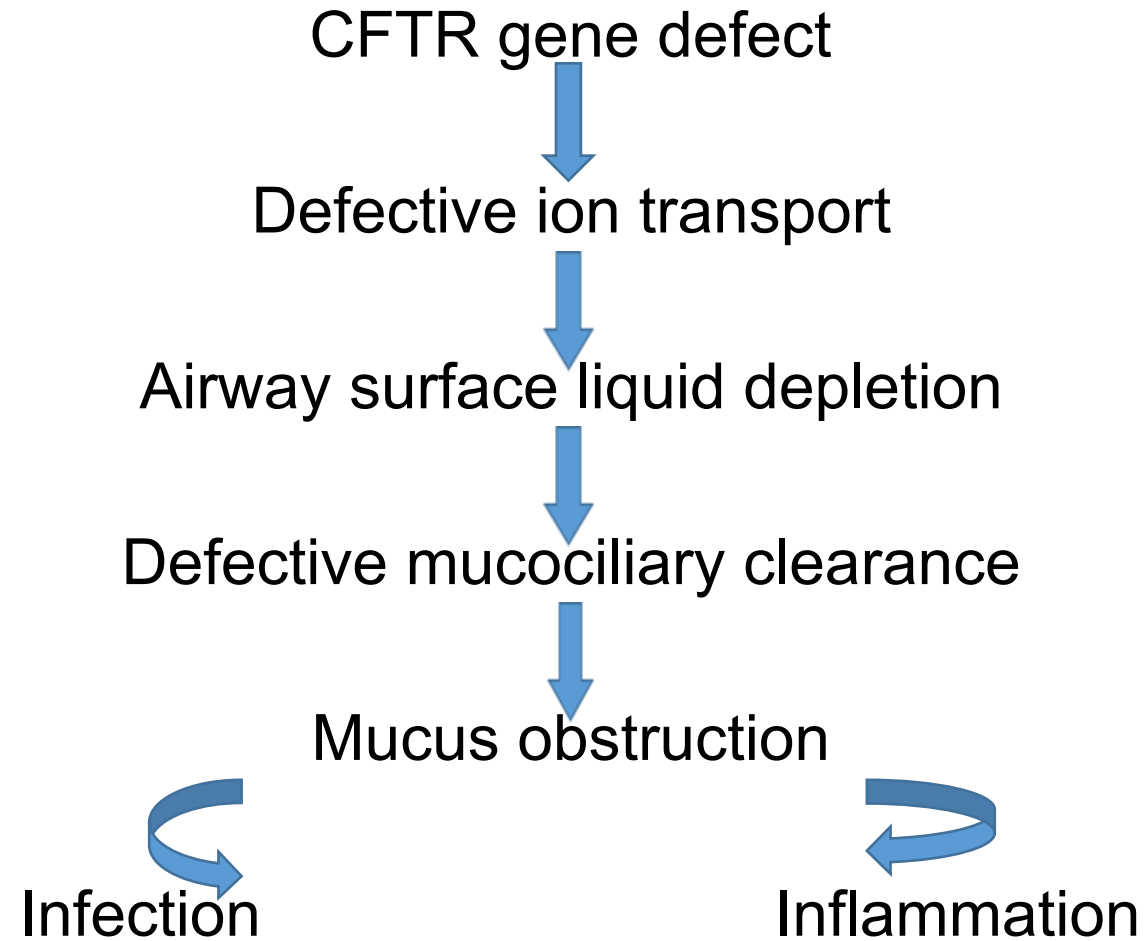 CFTR gene defect
Defective ion transport
Airway surface liquid depletion
Defective mucociliary clearance
Mucus obstruction
Infection
Inflammation